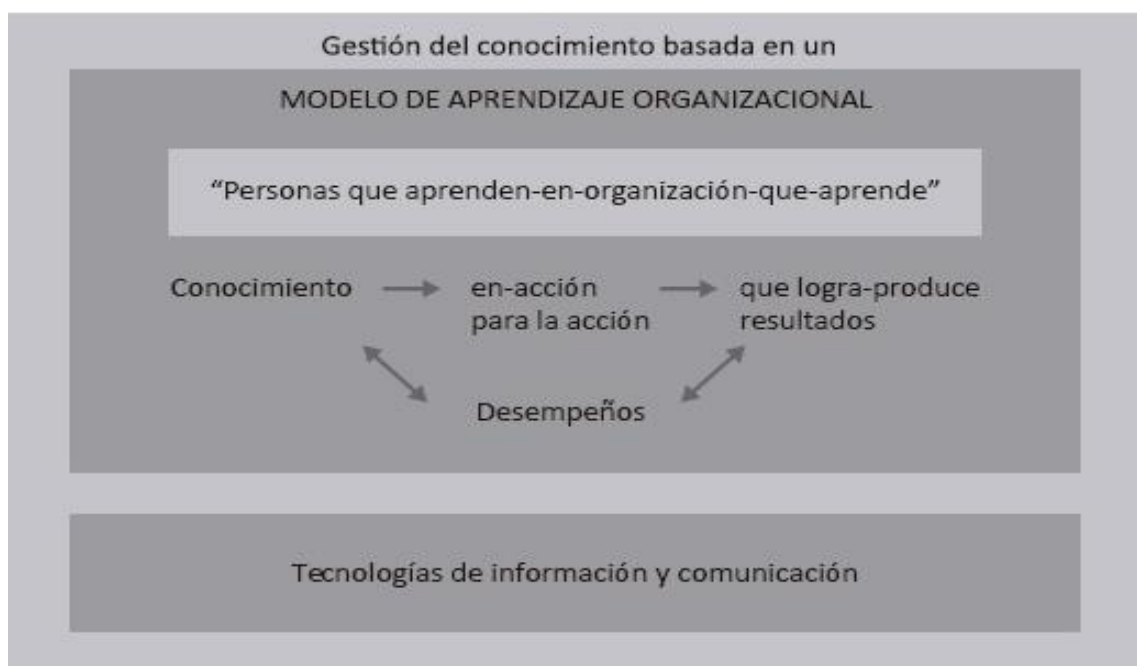 Gestión del conocimiento basada en un
MODELO DE APRENDIZAJE ORGANIZACIONAL
“Personas que aprenden-en-organización-que-aprende”
Conocimiento
en-acción
para la acción
que logra-produce
resultados
Desempeños
Tecnologías de información y comunicación